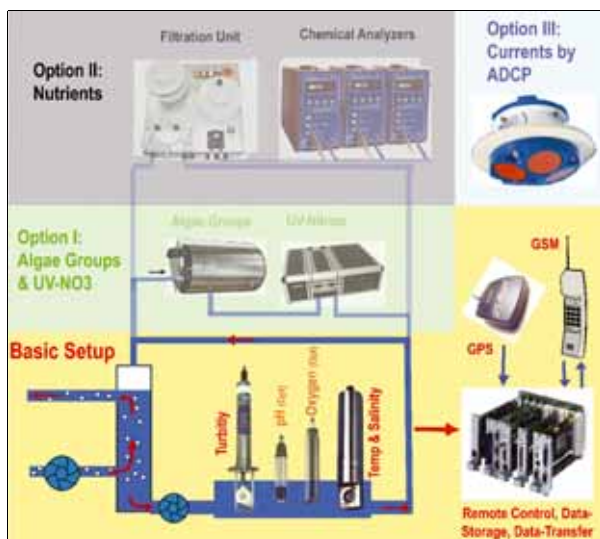 Option II:
Nutrients
Filtration Unit
Chemical Analyzers
Option III:
Currents by
ADCP
Option I:
Algae Groups
& UV-NO3
Algae Groups
UV-Nitrate
GSM
GPS
Basic Setup
Turbitiy
pH
Oxygen
Temp & Salinity
Remote Control, Data-
Storage, Data-Transfer